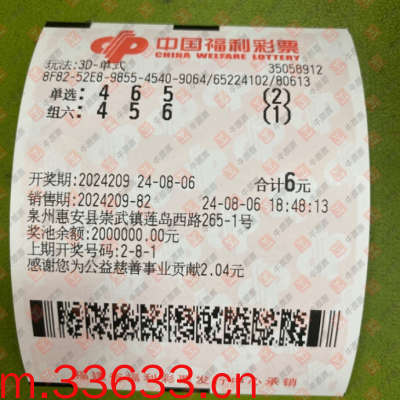 中国福利彩票
CHINA WELFARE LOTTERY
玩法:3D-单式 35058912
8F82-52E8-9855-4540-9064/65224102/80613
单选: 4 6 5 (2)
组六: 4 5 6 (1)
开奖期:2024209 24-08-06 合计6元
销售期:2024209-82 24-08-06 18:48:13
泉州惠安县崇武镇莲岛西路265-1号
奖池余额:2000000.00元
上期开奖号码:2-8-1
感谢您为公益慈善事业贡献2.04元
m.33633.cn